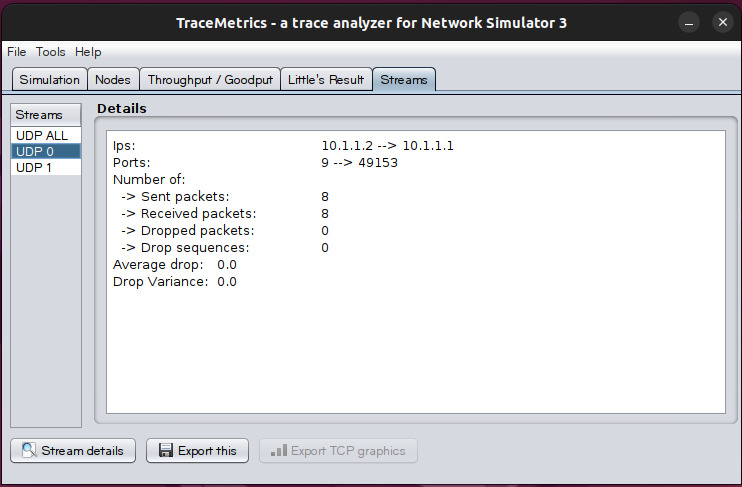 TraceMetrics - a trace analyzer for Network Simulator 3
File Tools Help
Simulation Nodes Throughput / Goodput Little's Result Streams
Streams
UDP ALL
UDP 0
UDP 1
Details
Ips: 10.1.1.2 --> 10.1.1.1
Ports: 9 --> 49153
Number of:
-> Sent packets: 8
-> Received packets: 8
-> Dropped packets: 0
-> Drop sequences: 0
Average drop: 0.0
Drop Variance: 0.0
Stream details Export this Export TCP graphics